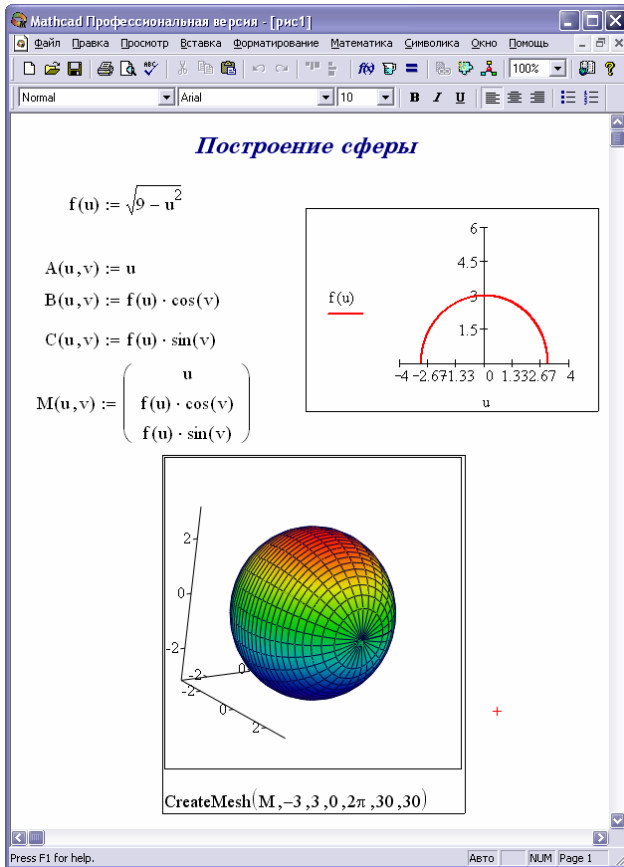 Mathcad Профессиональная версия - [рис1]
Файл Правка Просмотр Вставка Форматирование Математика Символика Окно Помощь
100%
Normal Arial 10 B I U
Построение сферы
f(u) := √(9 − u²)
A(u,v) := u
B(u,v) := f(u) · cos(v)
C(u,v) := f(u) · sin(v)
M(u,v) := ( u
f(u) · cos(v)
f(u) · sin(v) )
6
4.5
3
1.5
f(u)
−4 −2.67 −1.33 0 1.33 2.67 4
u
2
0
-2
-2
0
-2
0
2
CreateMesh(M,−3,3,0,2π,30,30)
Press F1 for help. Авто NUM Page 1